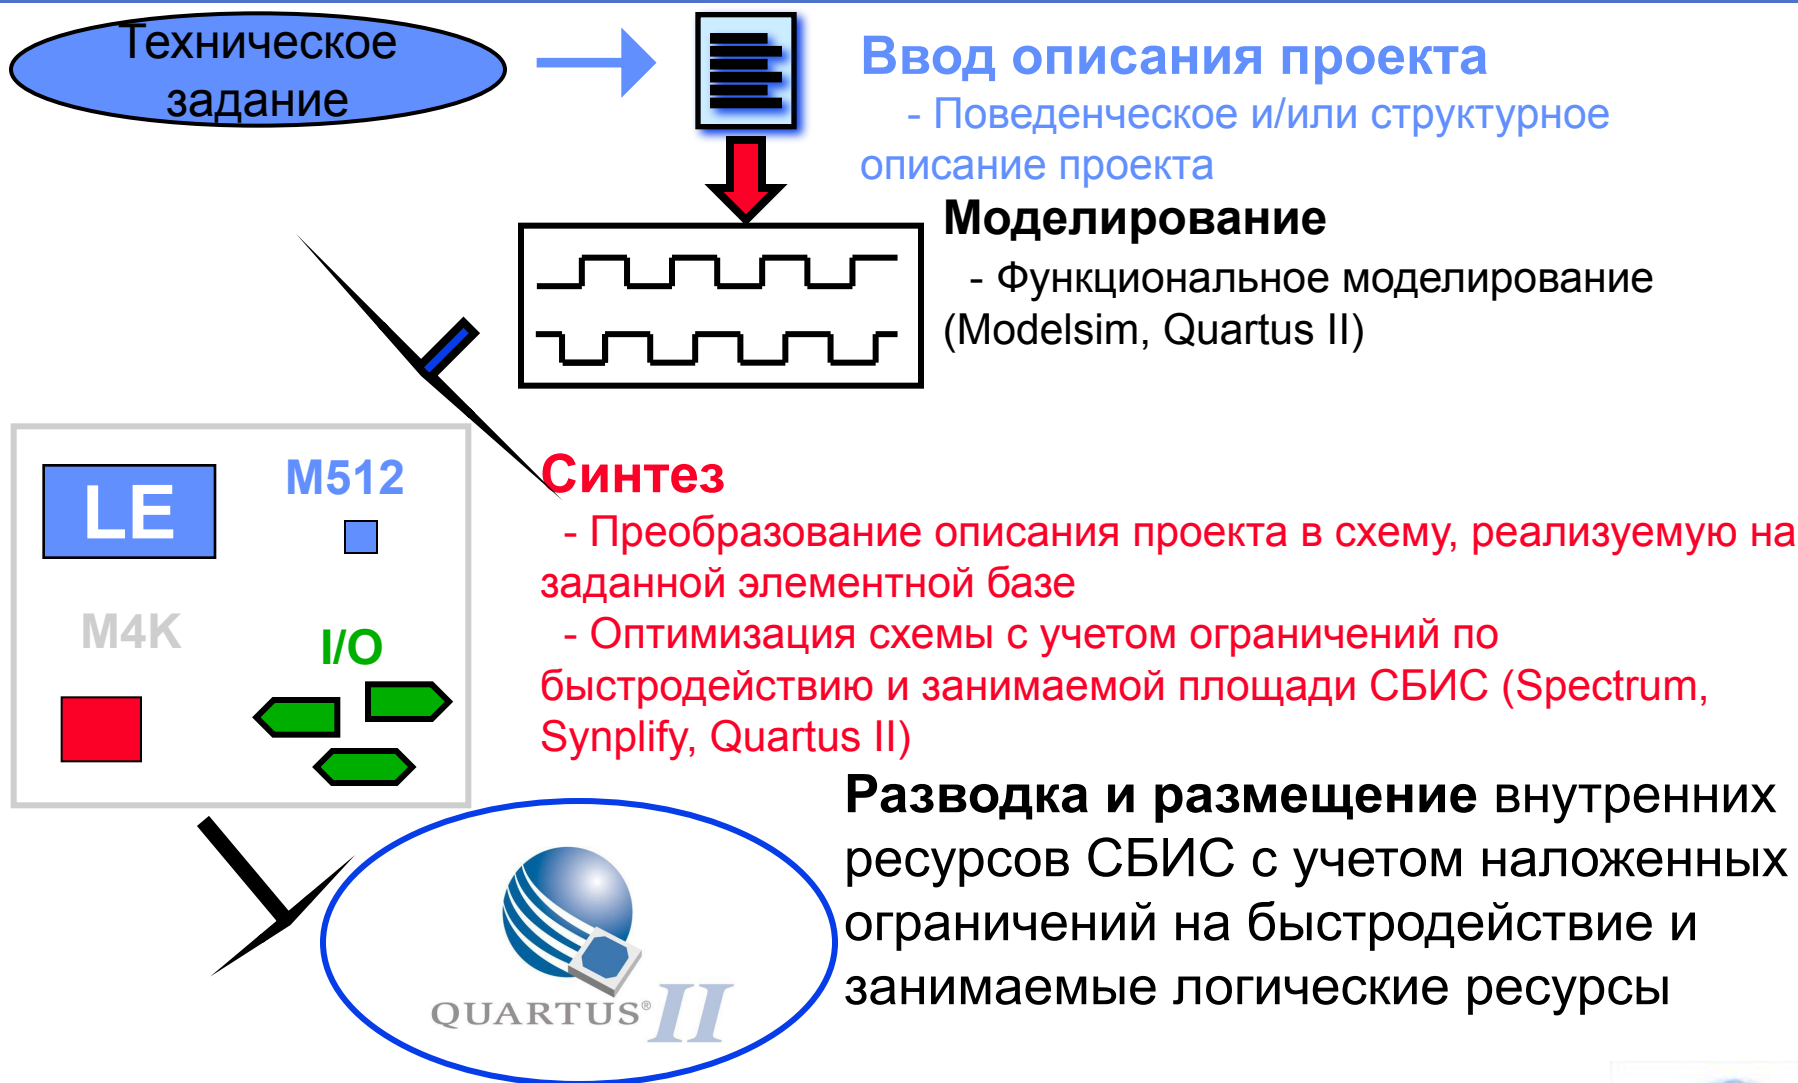 Техническое
задание
Ввод описания проекта
- Поведенческое и/или структурное
описание проекта
Моделирование
- Функциональное моделирование
(Modelsim, Quartus II)
LE
M512
M4K
I/O
Синтез
- Преобразование описания проекта в схему, реализуемую на
заданной элементной базе
- Оптимизация схемы с учетом ограничений по
быстродействию и занимаемой площади СБИС (Spectrum,
Synplify, Quartus II)
Разводка и размещение внутренних
ресурсов СБИС с учетом наложенных
ограничений на быстродействие и
занимаемые логические ресурсы
QUARTUS® II